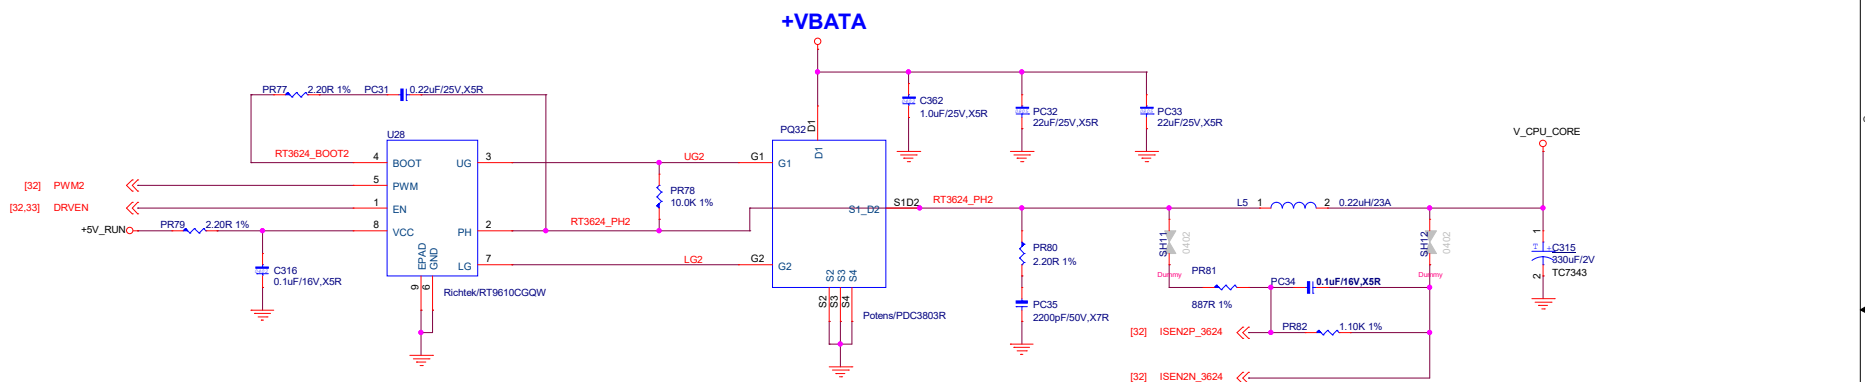 +VBATA
PR77 2.20R 1% PC31 0.22uF/25V,X5R
C362
1.0uF/25V,X5R
PC32
22uF/25V,X5R
PC33
22uF/25V,X5R
U28
RT3624_BOOT2 4 BOOT UG 3 UG2 G1 G1
PQ32 D1
D1
V_CPU_CORE
[32] PWM2 5 PWM
[32,33] DRVEN 1 EN
+5V_RUN PR79 2.20R 1% 8 VCC PH 2 RT3624_PH2
PR78
10.0K 1%
S1_D2 S1D2 RT3624_PH2
L5 1 2 0.22uH/23A
EPAD
GND
LG 7 LG2 G2 G2
9
6
C316
0.1uF/16V,X5R
Richtek/RT9610CGQW
S2
S3
S4
S2
S3
S4
Potens/PDC3803R
PR80
2.20R 1%
PC35
2200pF/50V,X7R
SH11
0402
Dummy
SH12
0402
Dummy
PR81
887R 1%
PC34 0.1uF/16V,X5R
1
C315
330uF/2V
TC7343
2
[32] ISEN2P_3624 PR82 1.10K 1%
[32] ISEN2N_3624